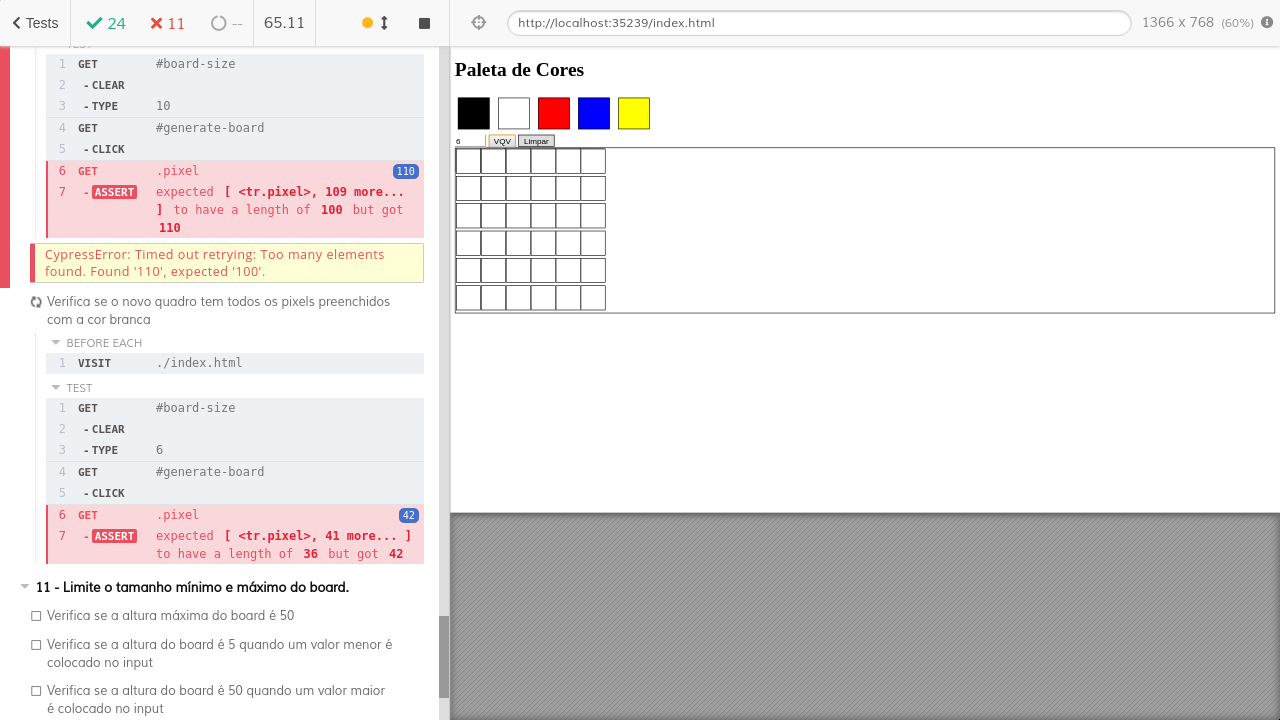 Tests
24
11
--
65.11
http://localhost:35239/index.html
1366 x 768 (60%)
TEST
1 GET #board-size
2 -CLEAR
3 -TYPE 10
4 GET #generate-board
5 -CLICK
6 GET .pixel 110
7 -ASSERT expected [ <tr.pixel>, 109 more...
] to have a length of 100 but got
110
CypressError: Timed out retrying: Too many elements
found. Found '110', expected '100'.
Verifica se o novo quadro tem todos os pixels preenchidos
com a cor branca
BEFORE EACH
1 VISIT ./index.html
TEST
1 GET #board-size
2 -CLEAR
3 -TYPE 6
4 GET #generate-board
5 -CLICK
6 GET .pixel 42
7 -ASSERT expected [ <tr.pixel>, 41 more... ]
to have a length of 36 but got 42
11 - Limite o tamanho mínimo e máximo do board.
Verifica se a altura máxima do board é 50
Verifica se a altura do board é 5 quando um valor menor é
colocado no input
Verifica se a altura do board é 50 quando um valor maior
é colocado no input
Paleta de Cores
6 VQV Limpar